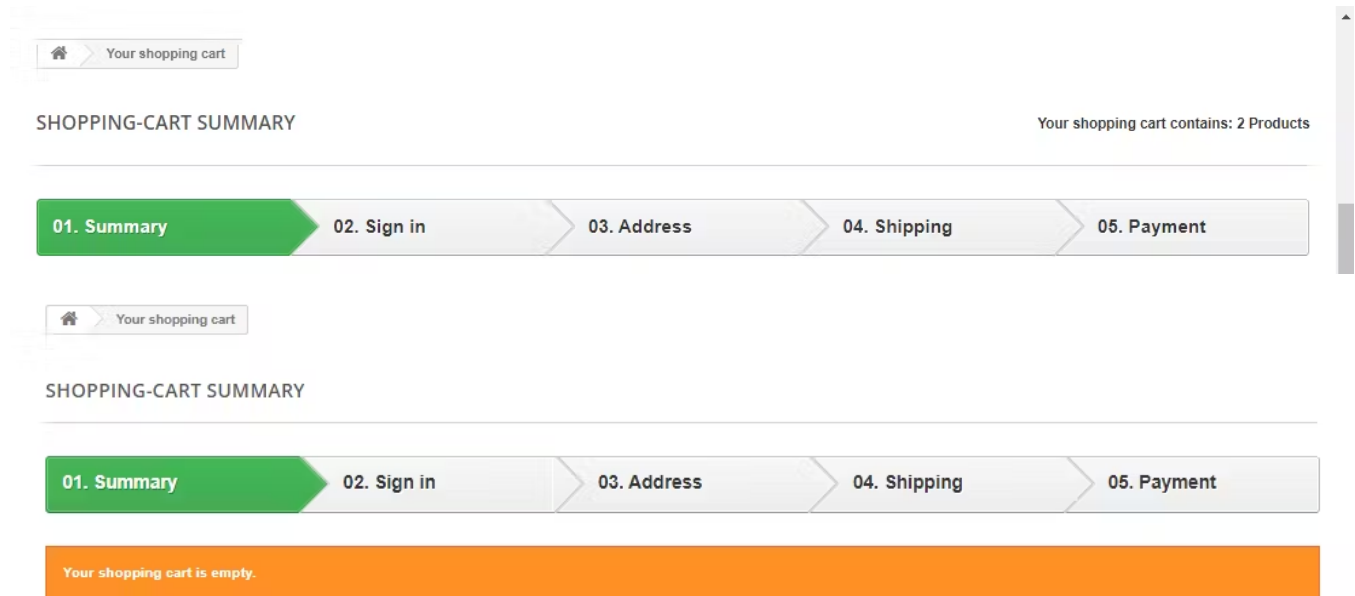 Your shopping cart
SHOPPING-CART SUMMARY
Your shopping cart contains: 2 Products
01. Summary 02. Sign in 03. Address 04. Shipping 05. Payment
Your shopping cart
SHOPPING-CART SUMMARY
01. Summary 02. Sign in 03. Address 04. Shipping 05. Payment
Your shopping cart is empty.